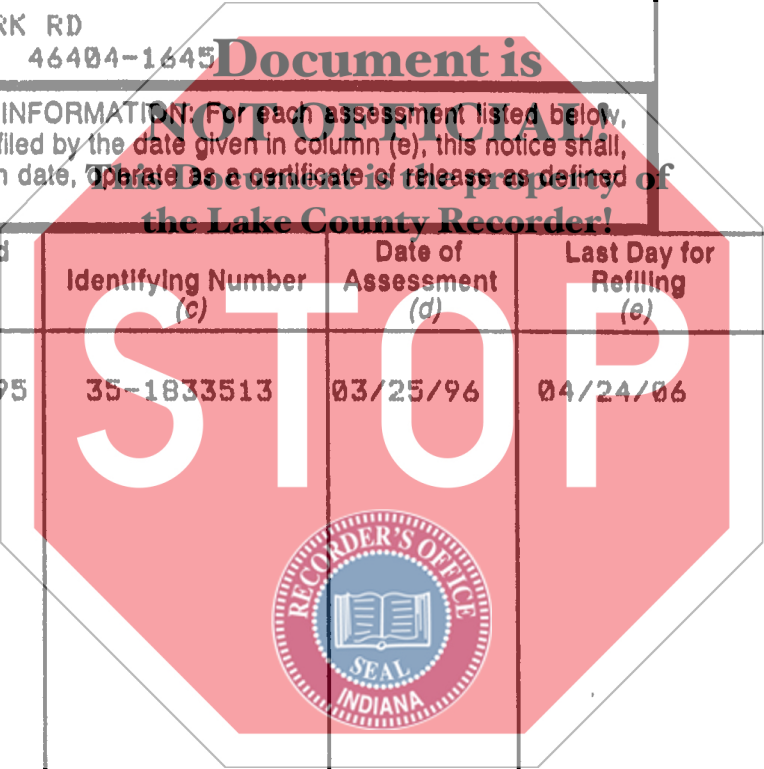 RK RD
46404-1645
Document is
NOT OFFICIAL!
INFORMATION: For each assessment listed below,
filed by the date given in column (e), this notice shall,
n date, operate as a certificate of release as defined
This Document is the property of
the Lake County Recorder!
d
Identifying Number
(c)
Date of
Assessment
(d)
Last Day for
Refiling
(e)
95 35-1833513 03/25/96 04/24/06
STOP
RECORDER'S OFFICE
SEAL
INDIANA